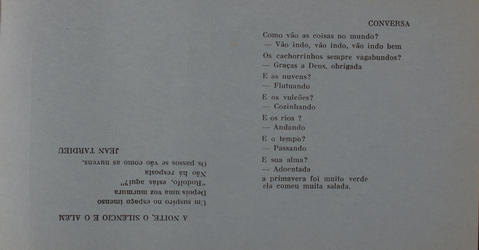 CONVERSA
Como vão as coisas no mundo?
— Vão indo, vão indo, vão indo bem
Os cachorrinhos sempre vagabundos?
— Graças a Deus, obrigada
E as nuvens?
— Flutuando
E os vulcões?
— Cozinhando
E os rios ?
— Andando
E o tempo?
— Passando
E sua alma?
— Adoentada
a primavera foi muito verde
ela comeu muita salada.
A NOITE, O SILENCIO E O ALEM
Um suspiro no espaço imenso
Depois uma voz murmura
"Rodolfo, estás aqui?"
Não há resposta
Os passos se vão como as nuvens.
JEAN TARDIEU